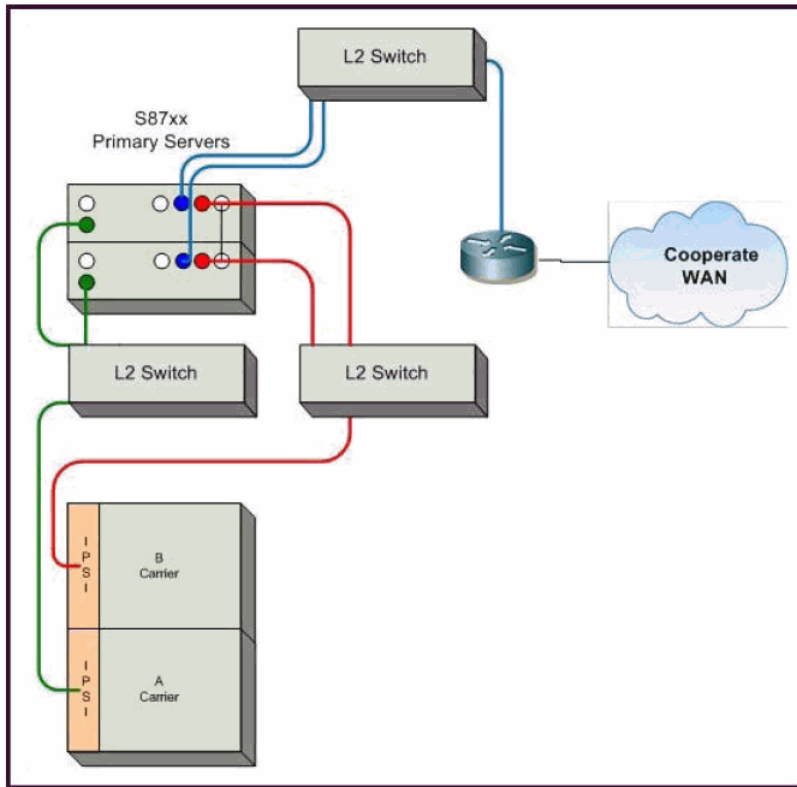 L2 Switch
S87xx
Primary Servers
Cooperate
WAN
L2 Switch
L2 Switch
I
P
S
I
B
Carrier
I
P
S
I
A
Carrier